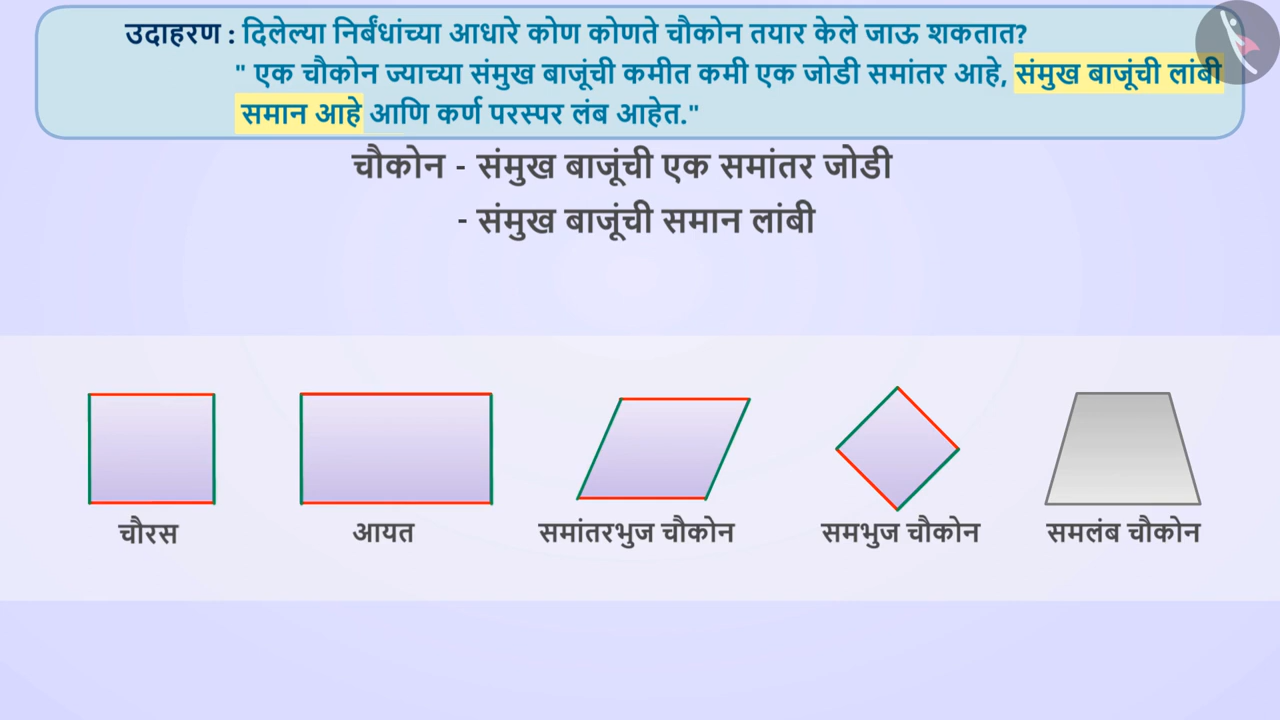 उदाहरण : दिलेल्या निर्बंधांच्या आधारे कोण कोणते चौकोन तयार केले जाऊ शकतात?
" एक चौकोन ज्याच्या संमुख बाजूंची कमीत कमी एक जोडी समांतर आहे, संमुख बाजूंची लांबी
समान आहे आणि कर्ण परस्पर लंब आहेत."
चौकोन - संमुख बाजूंची एक समांतर जोडी
- संमुख बाजूंची समान लांबी
चौरस आयत समांतरभुज चौकोन समभुज चौकोन समलंब चौकोन